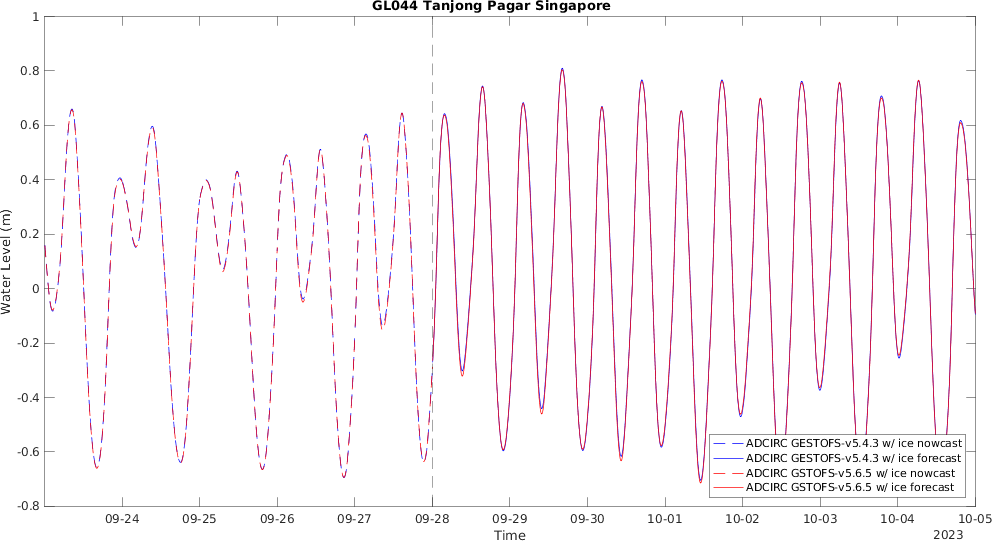 GL044 Tanjong Pagar Singapore
1
0.8
0.6
0.4
0.2
0
-0.2
-0.4
-0.6
-0.8
Water Level (m)
ADCIRC GESTOFS-v5.4.3 w/ ice nowcast
ADCIRC GESTOFS-v5.4.3 w/ ice forecast
ADCIRC GSTOFS-v5.6.5 w/ ice nowcast
ADCIRC GSTOFS-v5.6.5 w/ ice forecast
09-24 09-25 09-26 09-27 09-28 09-29 09-30 10-01 10-02 10-03 10-04 10-05
Time
2023